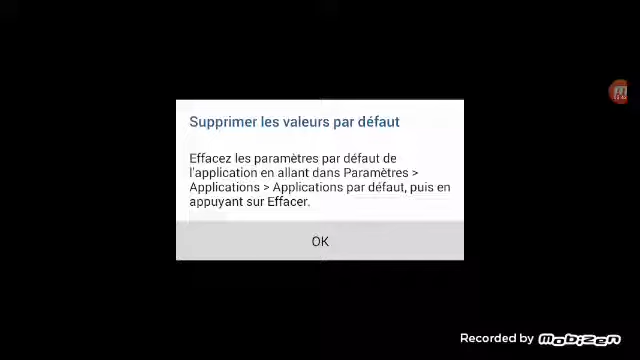 Supprimer les valeurs par défaut
Effacez les paramètres par défaut de
l'application en allant dans Paramètres >
Applications > Applications par défaut, puis en
appuyant sur Effacer.
OK
Recorded by mobizen